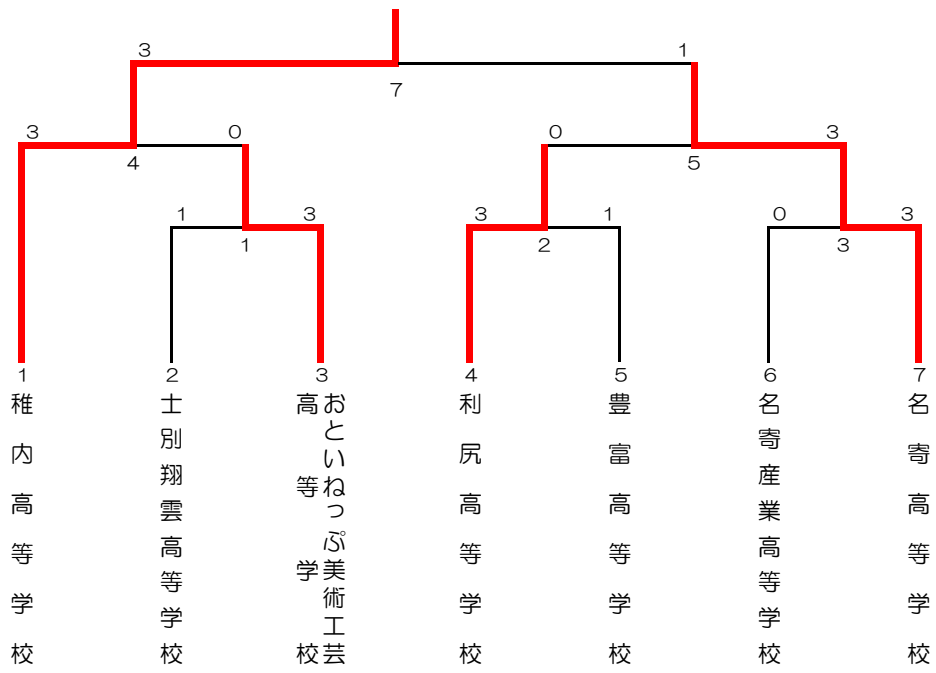 3 1
7
3 0 0 3
4 5
1 3 3 1 0 3
1 2 3
1 2 3 4 5 6 7
稚内高等学校
士別翔雲高等学校
おといねっぷ美術工芸
高等学校
利尻高等学校
豊富高等学校
名寄産業高等学校
名寄高等学校